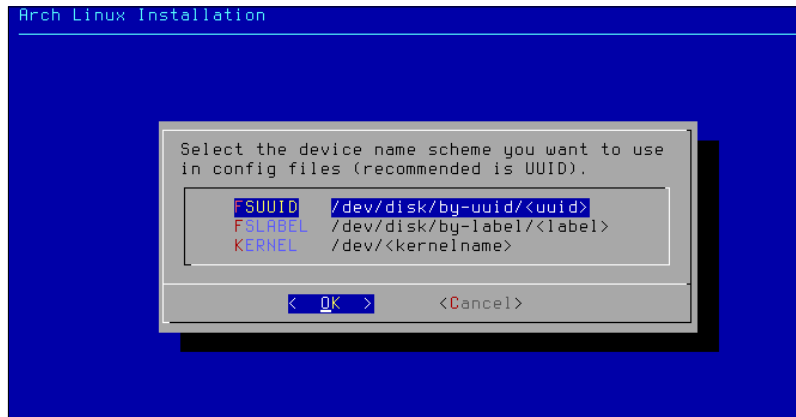 Arch Linux Installation
Select the device name scheme you want to use
in config files (recommended is UUID).
FSUUID /dev/disk/by-uuid/<uuid>
FSLABEL /dev/disk/by-label/<label>
KERNEL /dev/<kernelname>
< OK > <Cancel>